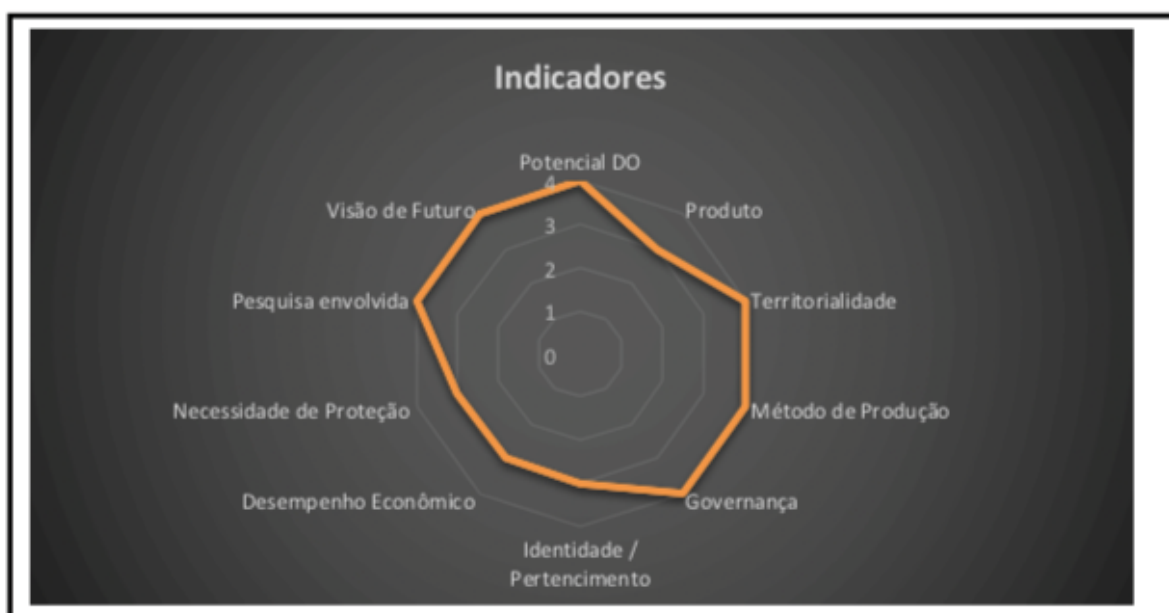 Indicadores
Potencial DO
4
Visão de Futuro
Produto
3
2
Pesquisa envolvida
Territorialidade
1
0
Necessidade de Proteção
Método de Produção
Desempenho Econômico
Governança
Identidade /
Pertencimento